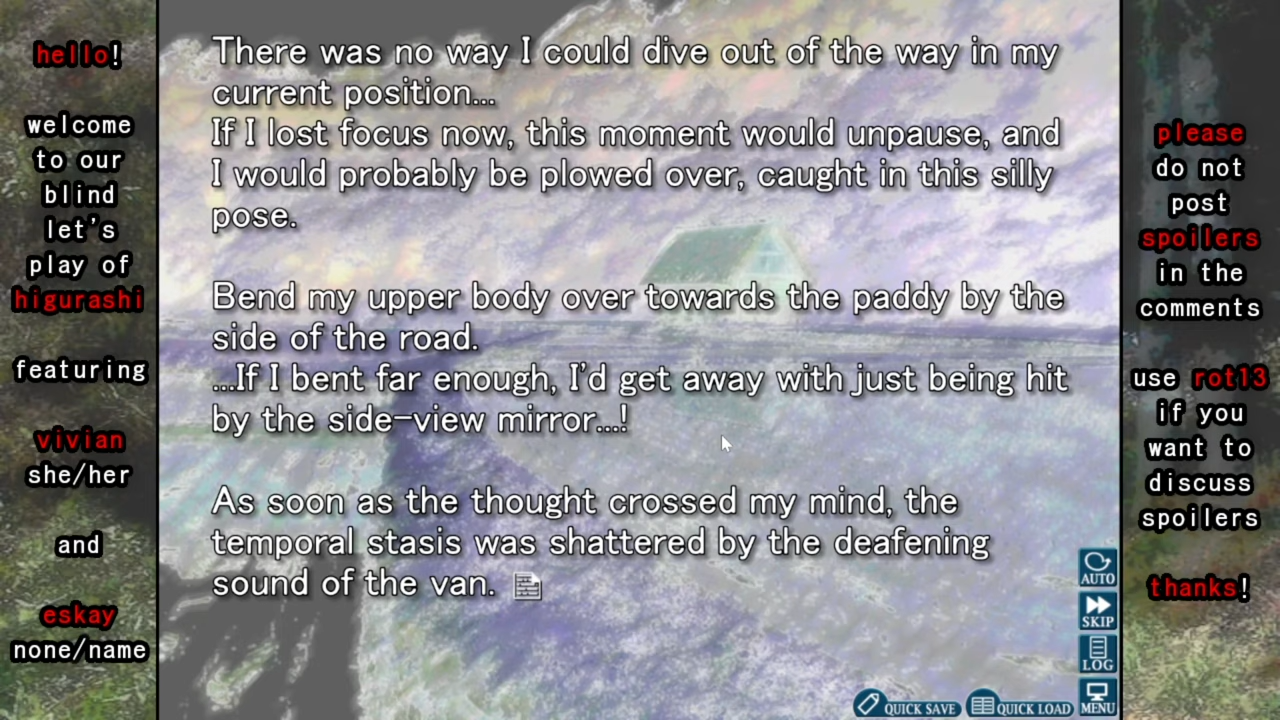 hello!
welcome
to our
blind
let's
play of
higurashi
featuring
vivian
she/her
and
eskay
none/name
There was no way I could dive out of the way in my
current position...
If I lost focus now, this moment would unpause, and
I would probably be plowed over, caught in this silly
pose.
Bend my upper body over towards the paddy by the
side of the road.
...If I bent far enough, I'd get away with just being hit
by the side-view mirror...!
As soon as the thought crossed my mind, the
temporal stasis was shattered by the deafening
sound of the van.
AUTO
SKIP
LOG
MENU
QUICK SAVE QUICK LOAD
please
do not
post
spoilers
in the
comments
use rot13
if you
want to
discuss
spoilers
thanks!